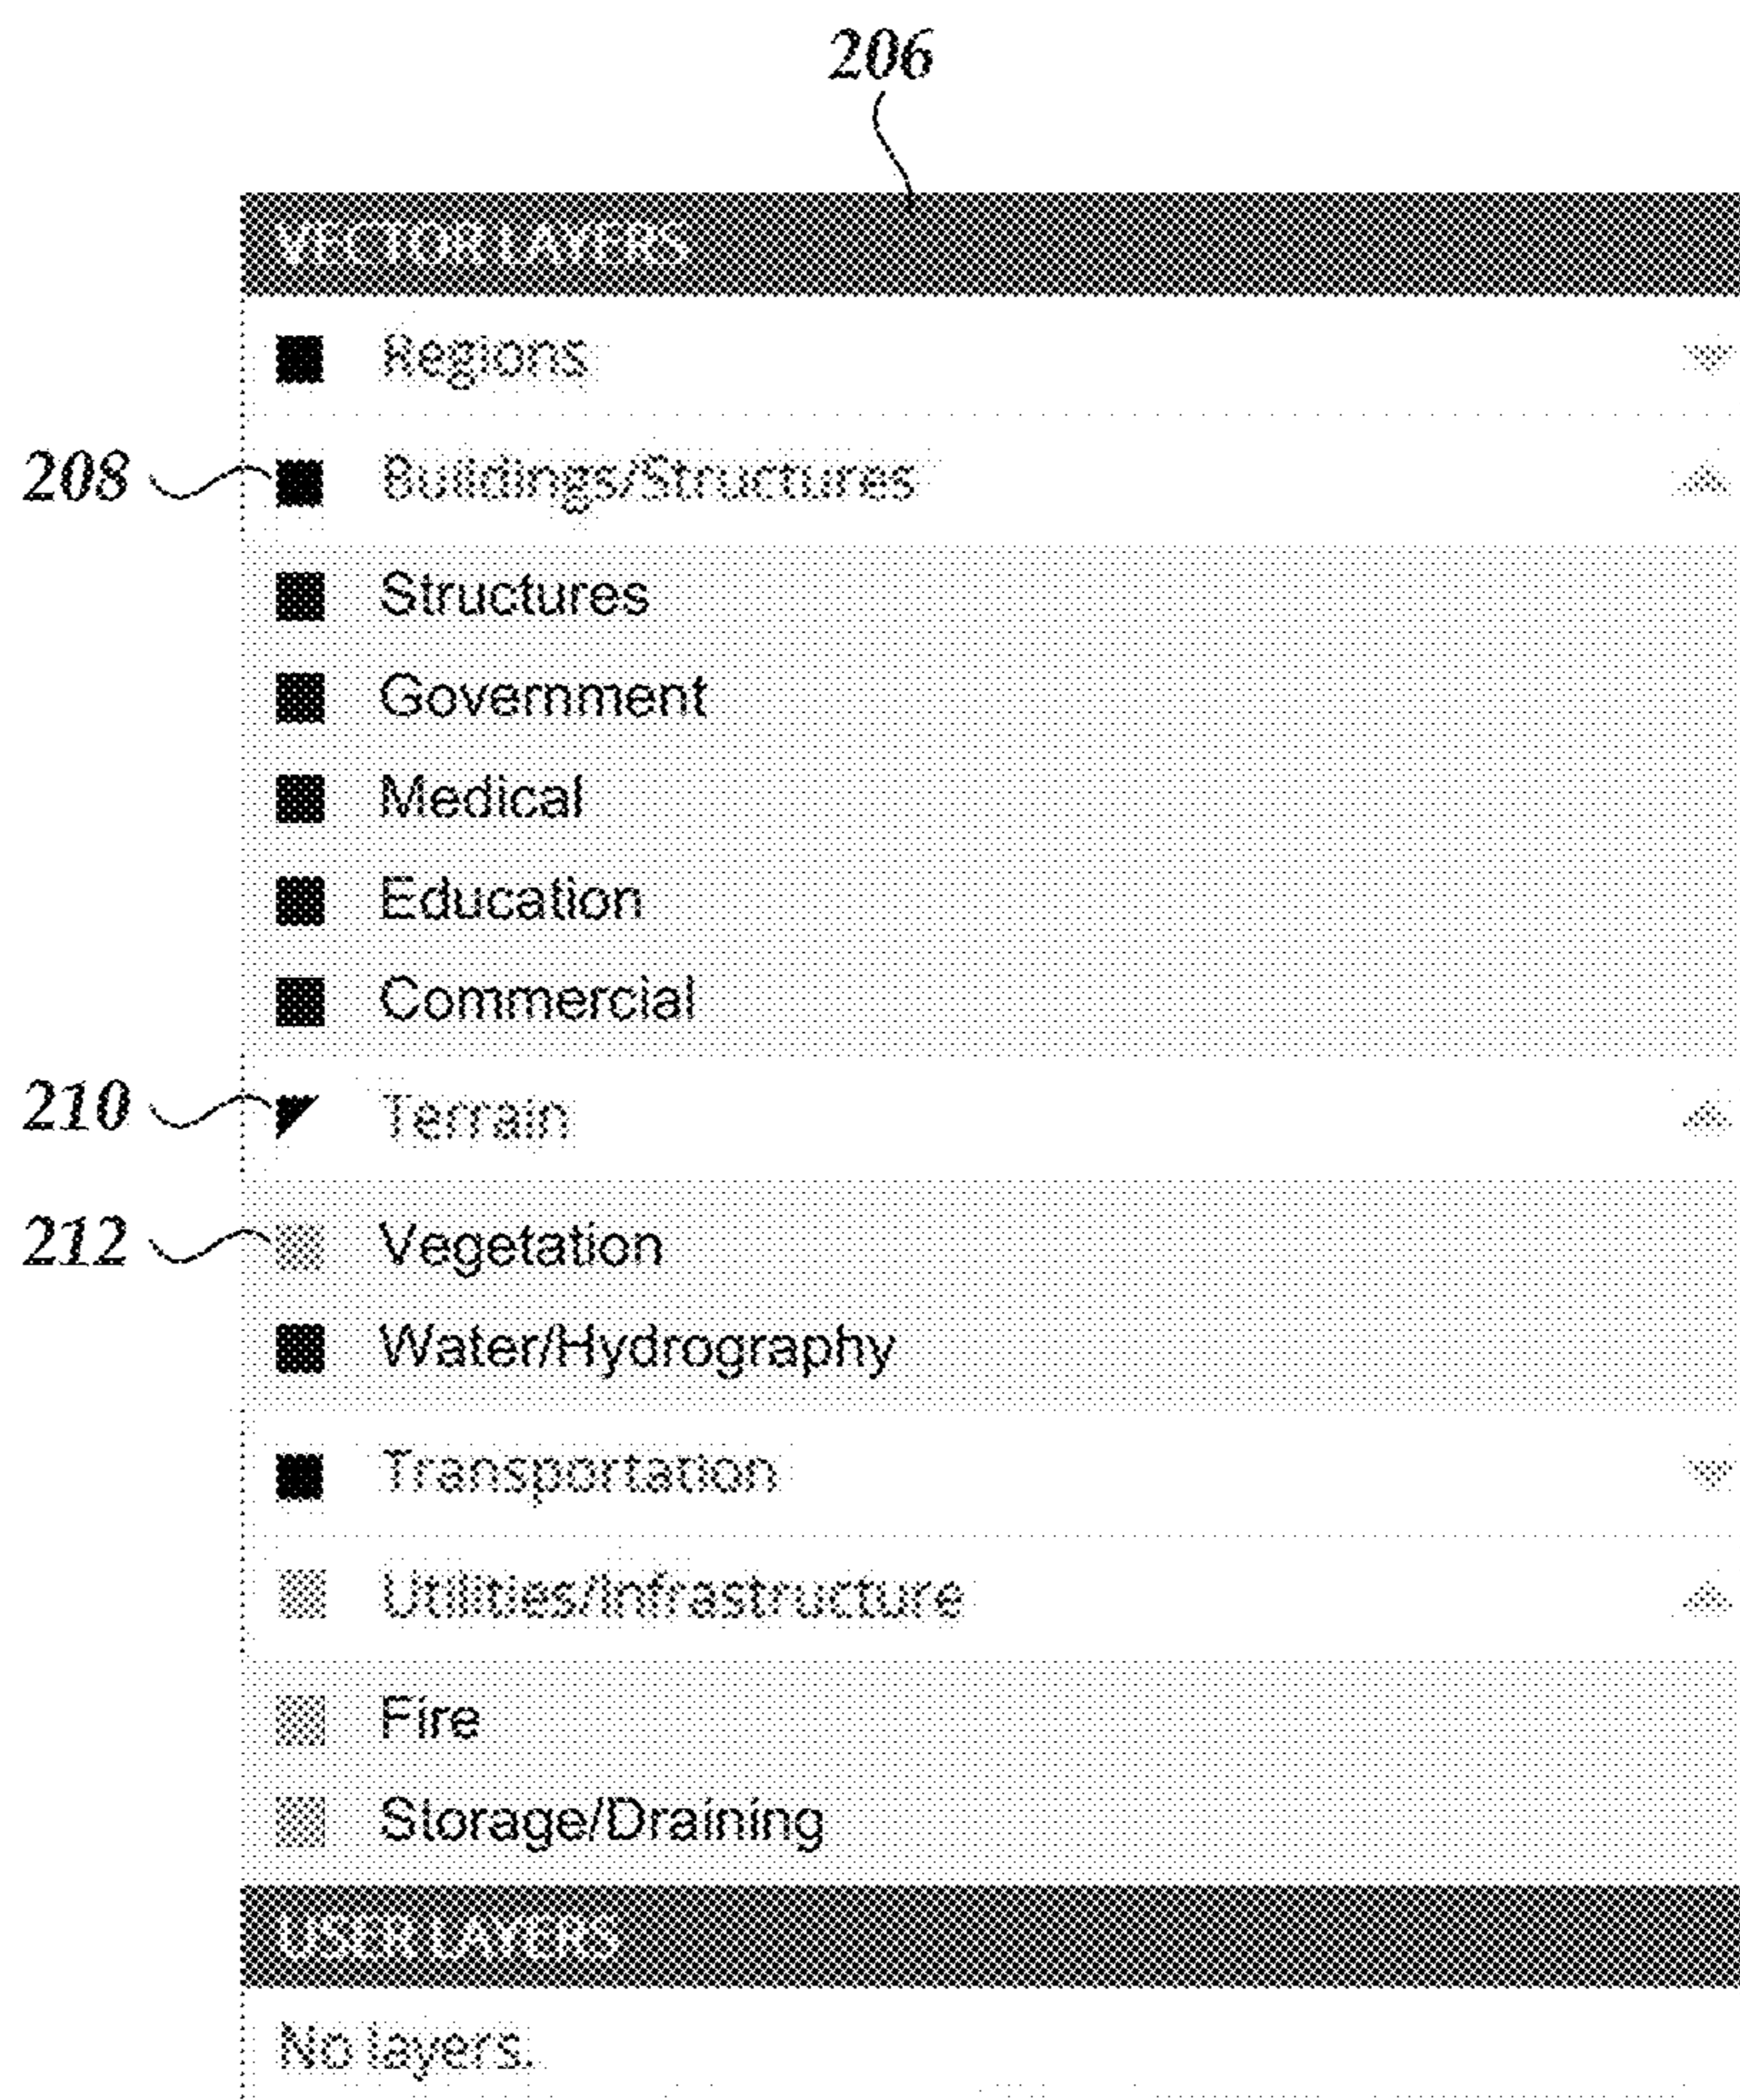 206
VECTOR LAYERS
Regions
208 Buildings/Structures
Structures
Government
Medical
Education
Commercial
210 Terrain
212 Vegetation
Water/Hydrography
Transportation
Utilities/Infrastructure
Fire
Storage/Draining
USER LAYERS
No layers.